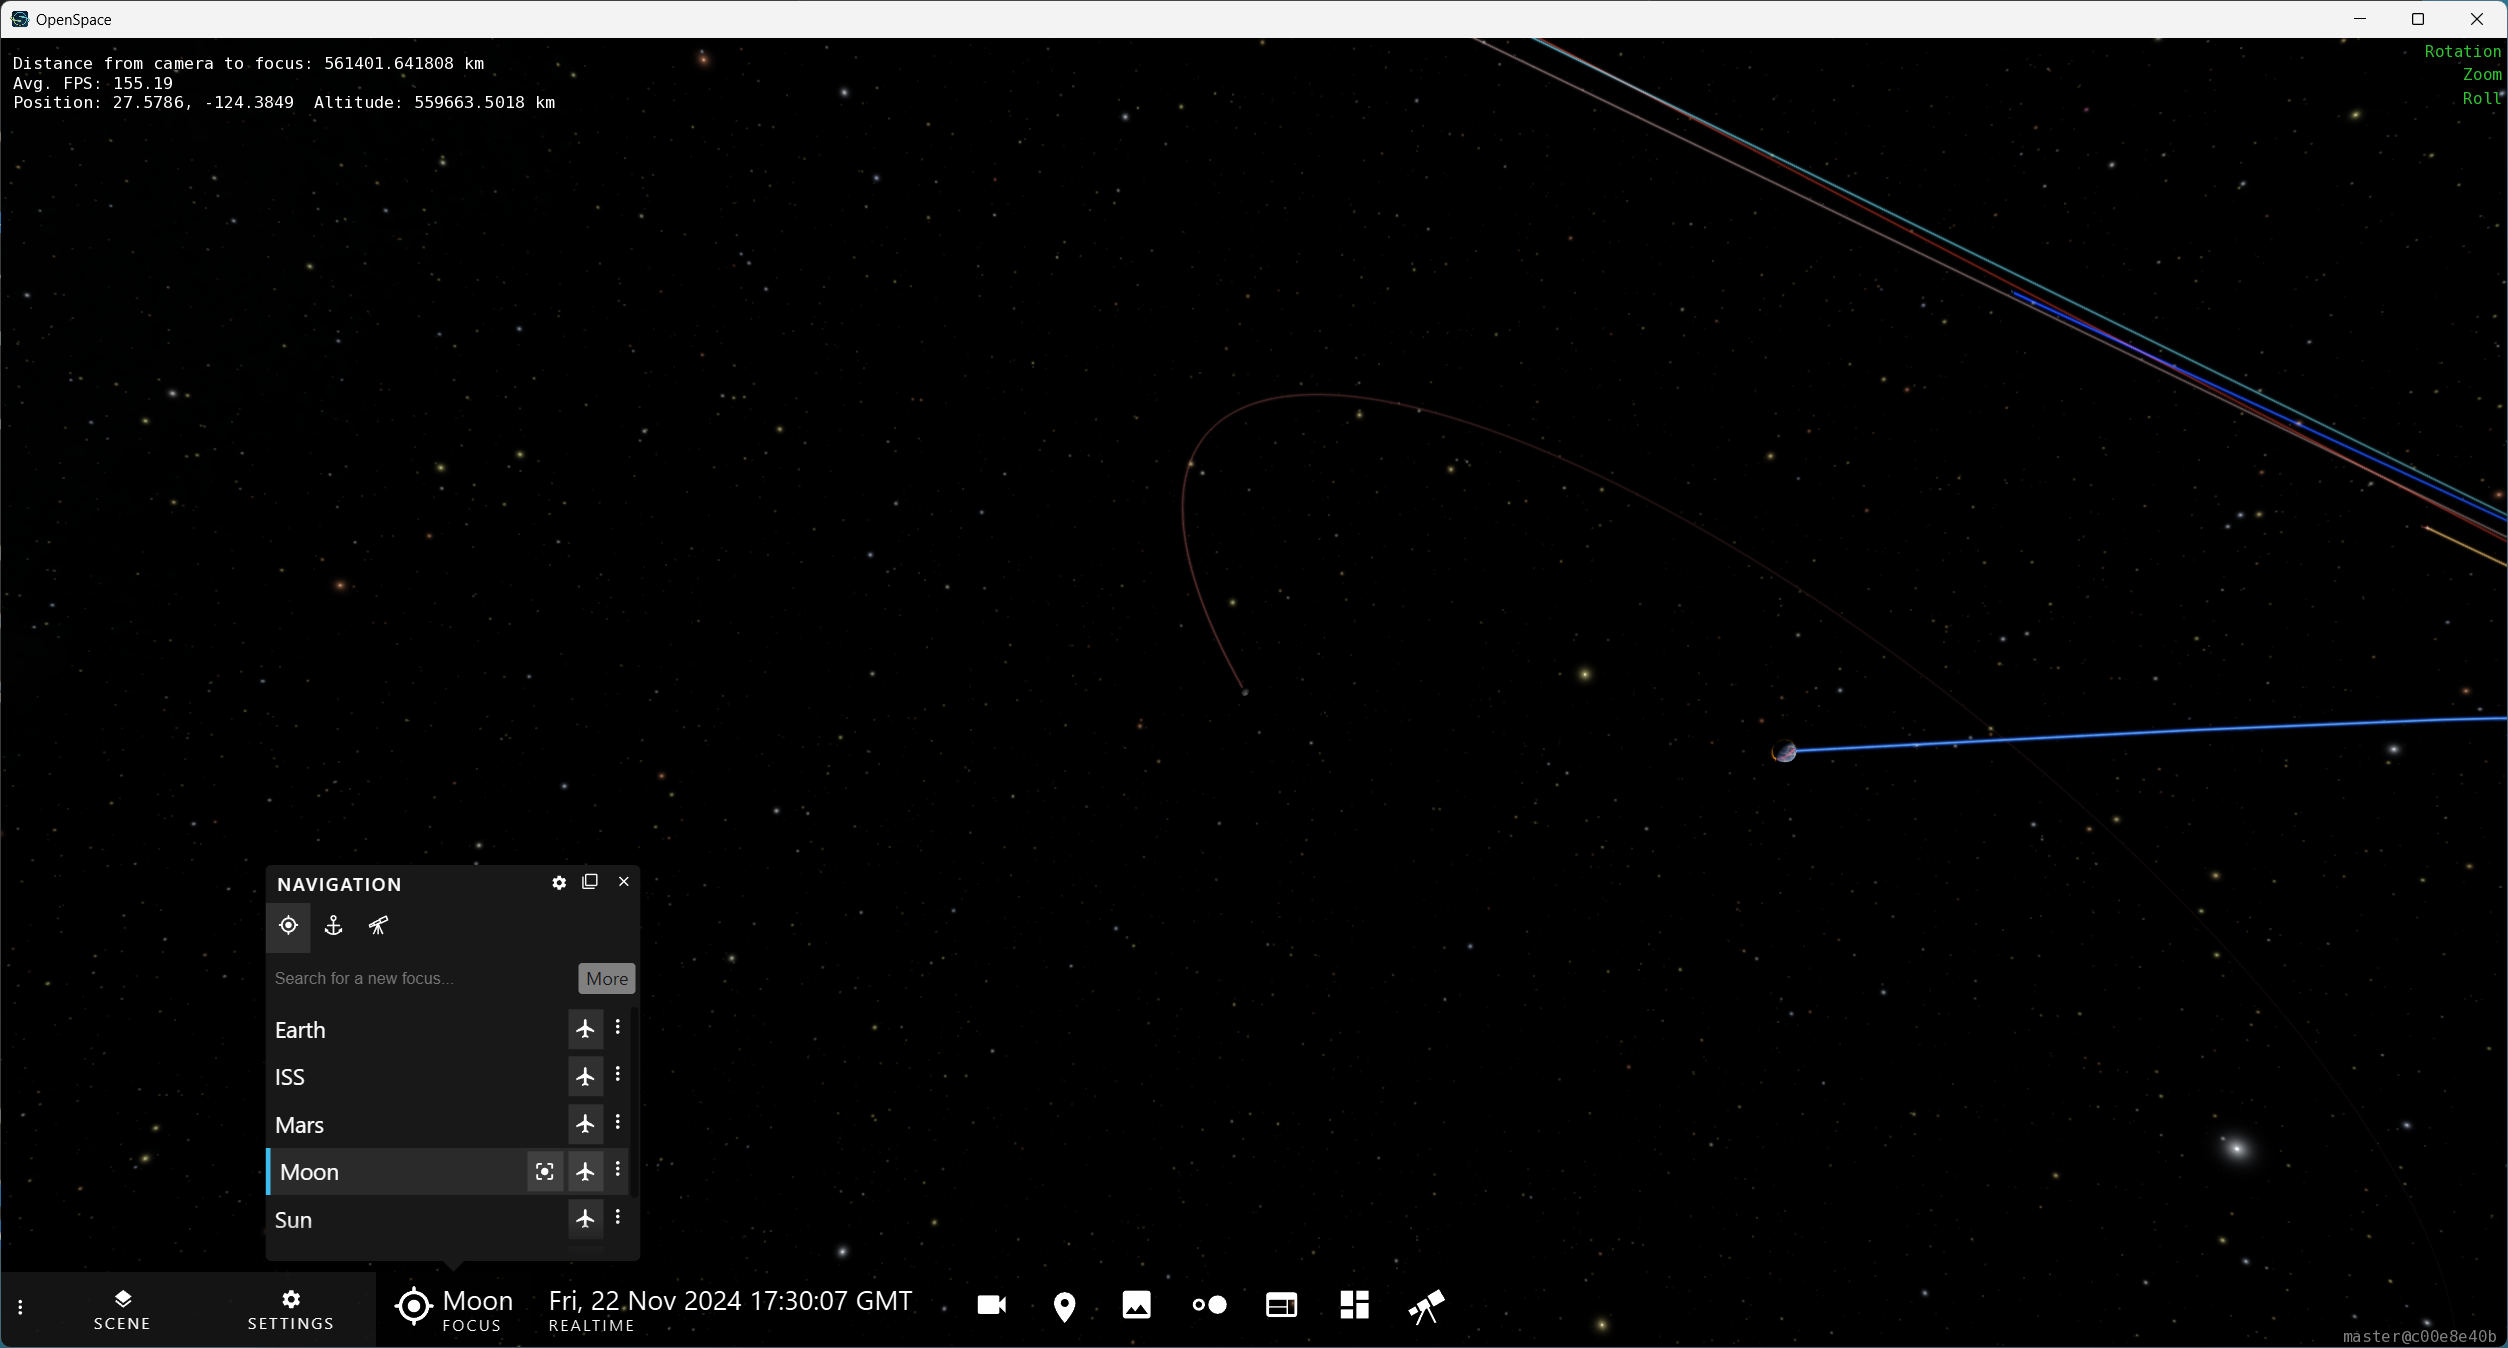 OpenSpace
Distance from camera to focus: 561401.641808 km
Avg. FPS: 155.19
Position: 27.5786, -124.3849  Altitude: 559663.5018 km
Rotation
Zoom
Roll
NAVIGATION
Search for a new focus...
More
Earth
ISS
Mars
Moon
Sun
SCENE
SETTINGS
Moon
FOCUS
Fri, 22 Nov 2024 17:30:07 GMT
REALTIME
master@c00e8e40b